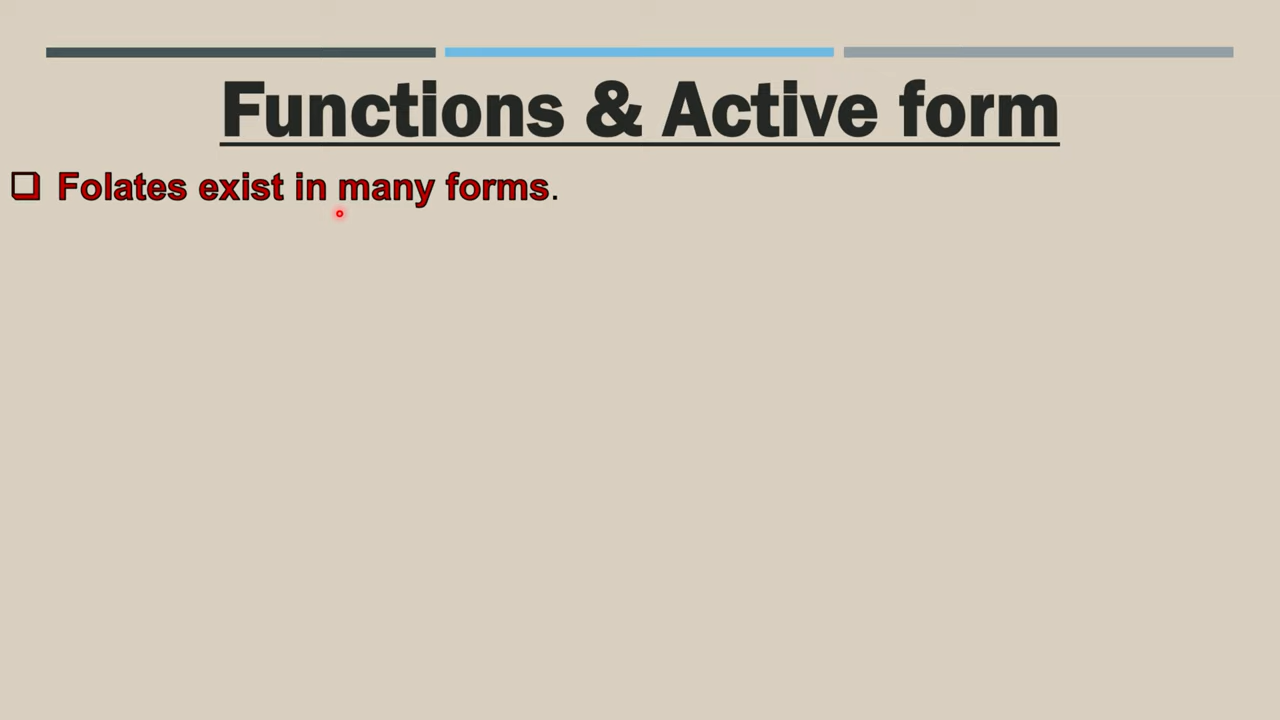 Functions & Active form
❑ Folates exist in many forms.